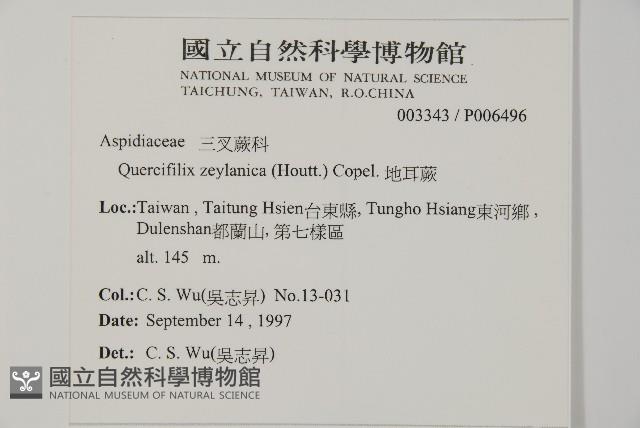 國立自然科學博物館
NATIONAL MUSEUM OF NATURAL SCIENCE
TAICHUNG, TAIWAN, R.O.CHINA
003343 / P006496
Aspidiaceae 三叉蕨科
Quercifilix zeylanica (Houtt.) Copel. 地耳蕨
Loc.:Taiwan , Taitung Hsien台東縣, Tungho Hsiang東河鄉 ,
Dulenshan都蘭山, 第七樣區
alt. 145 m.
Col.:C. S. Wu(吳志昇) No.13-031
Date: September 14 , 1997
Det.: C. S. Wu(吳志昇)
國立自然科學博物館
NATIONAL MUSEUM OF NATURAL SCIENCE